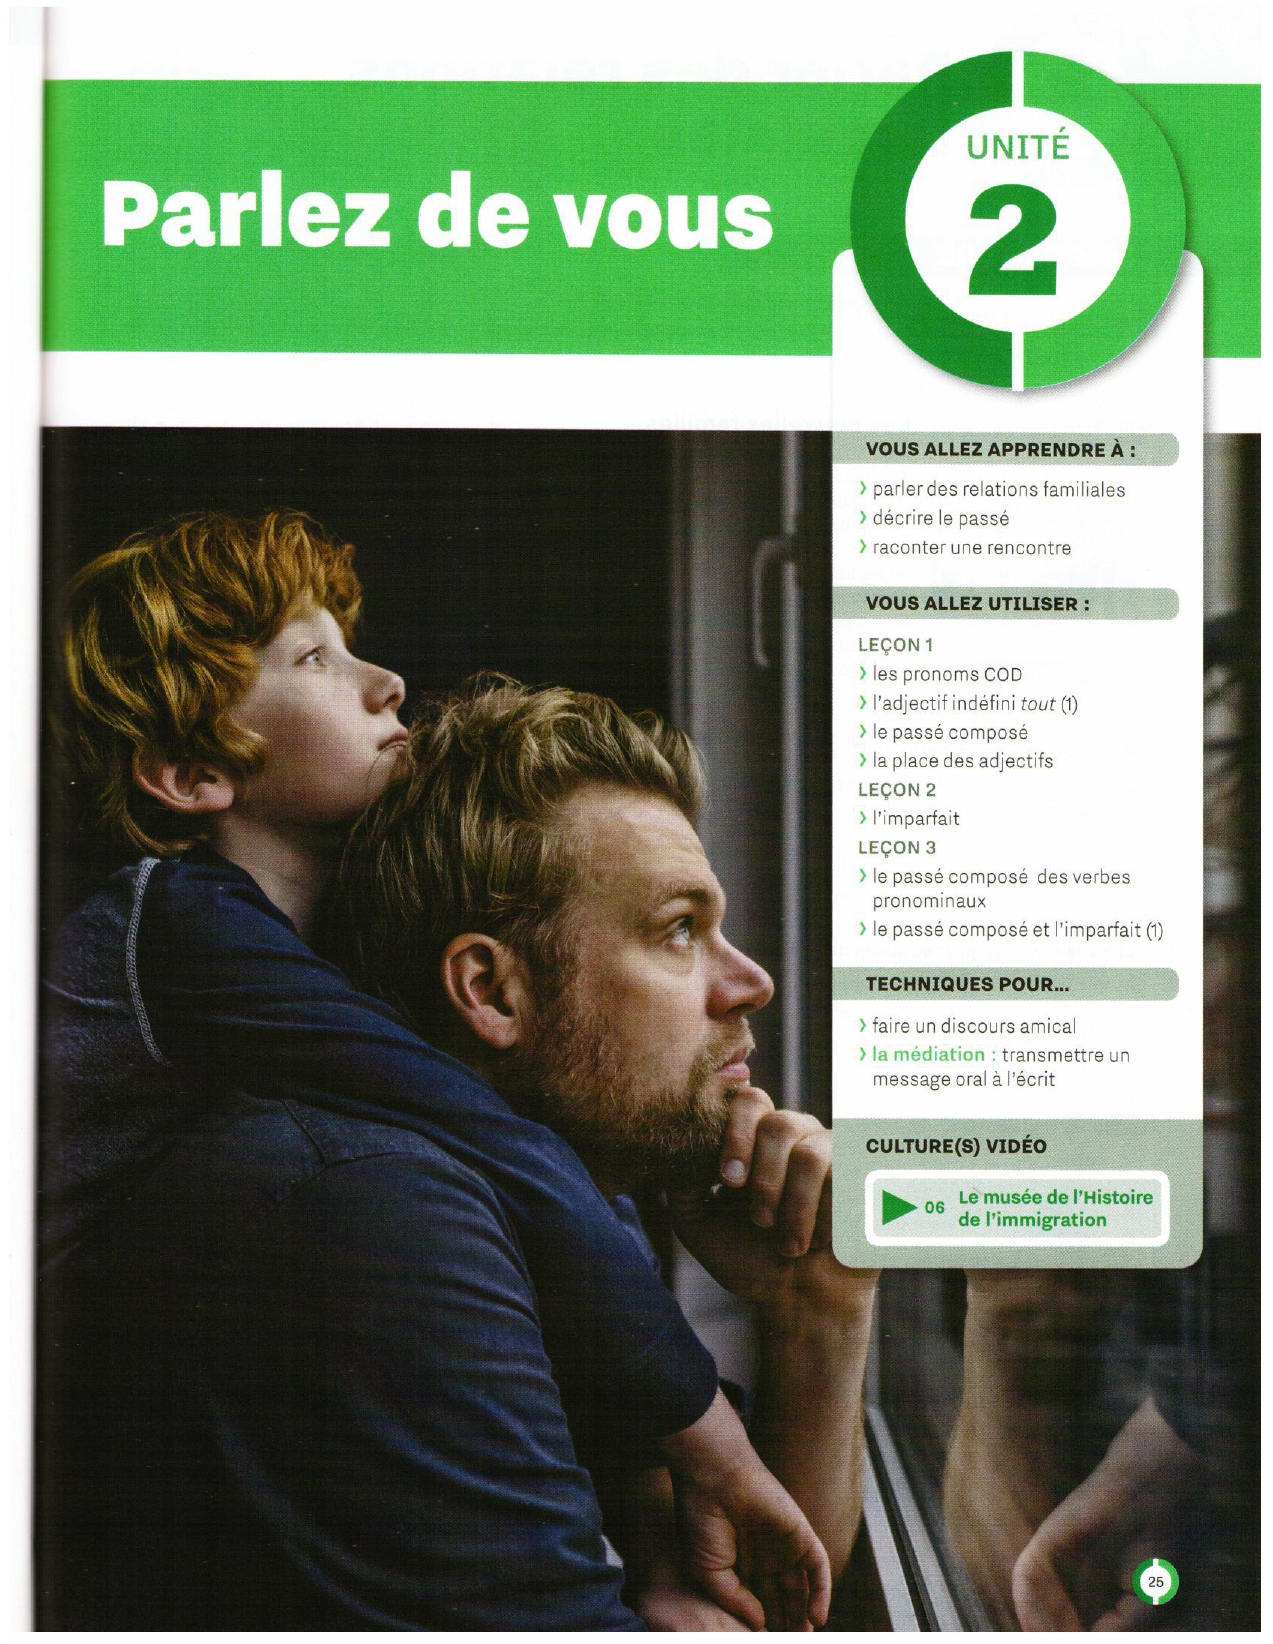 Parlez de vous
UNITÉ
2
VOUS ALLEZ APPRENDRE À :
› parler des relations familiales
› décrire le passé
› raconter une rencontre
VOUS ALLEZ UTILISER :
LEÇON 1
› les pronoms COD
› l'adjectif indéfini tout (1)
› le passé composé
› la place des adjectifs
LEÇON 2
› l'imparfait
LEÇON 3
› le passé composé des verbes
pronominaux
› le passé composé et l'imparfait (1)
TECHNIQUES POUR...
› faire un discours amical
› la médiation : transmettre un
message oral à l'écrit
CULTURE(S) VIDÉO
06 Le musée de l'Histoire
de l'immigration
25